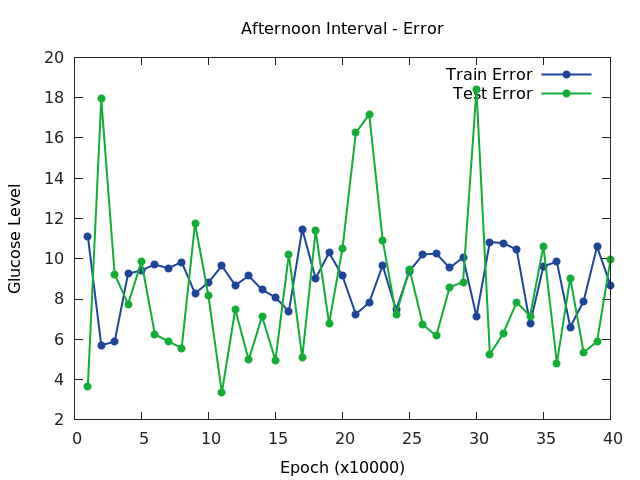 Afternoon Interval - Error
20
18
16
14
12
10
8
6
4
2
Glucose Level
Train Error
Test Error
0 5 10 15 20 25 30 35 40
Epoch (x10000)